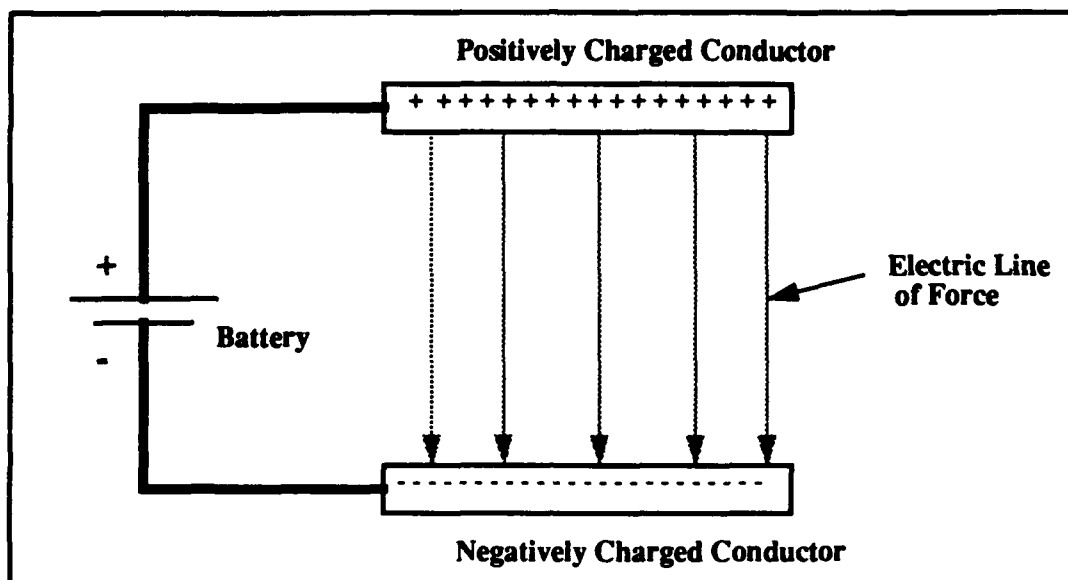 Positively Charged Conductor
+ + + + + + + + + + + + + + + + +
+
Electric Line
of Force
Battery
-
- - - - - - - - - - - - - - - - - - - - -
Negatively Charged Conductor